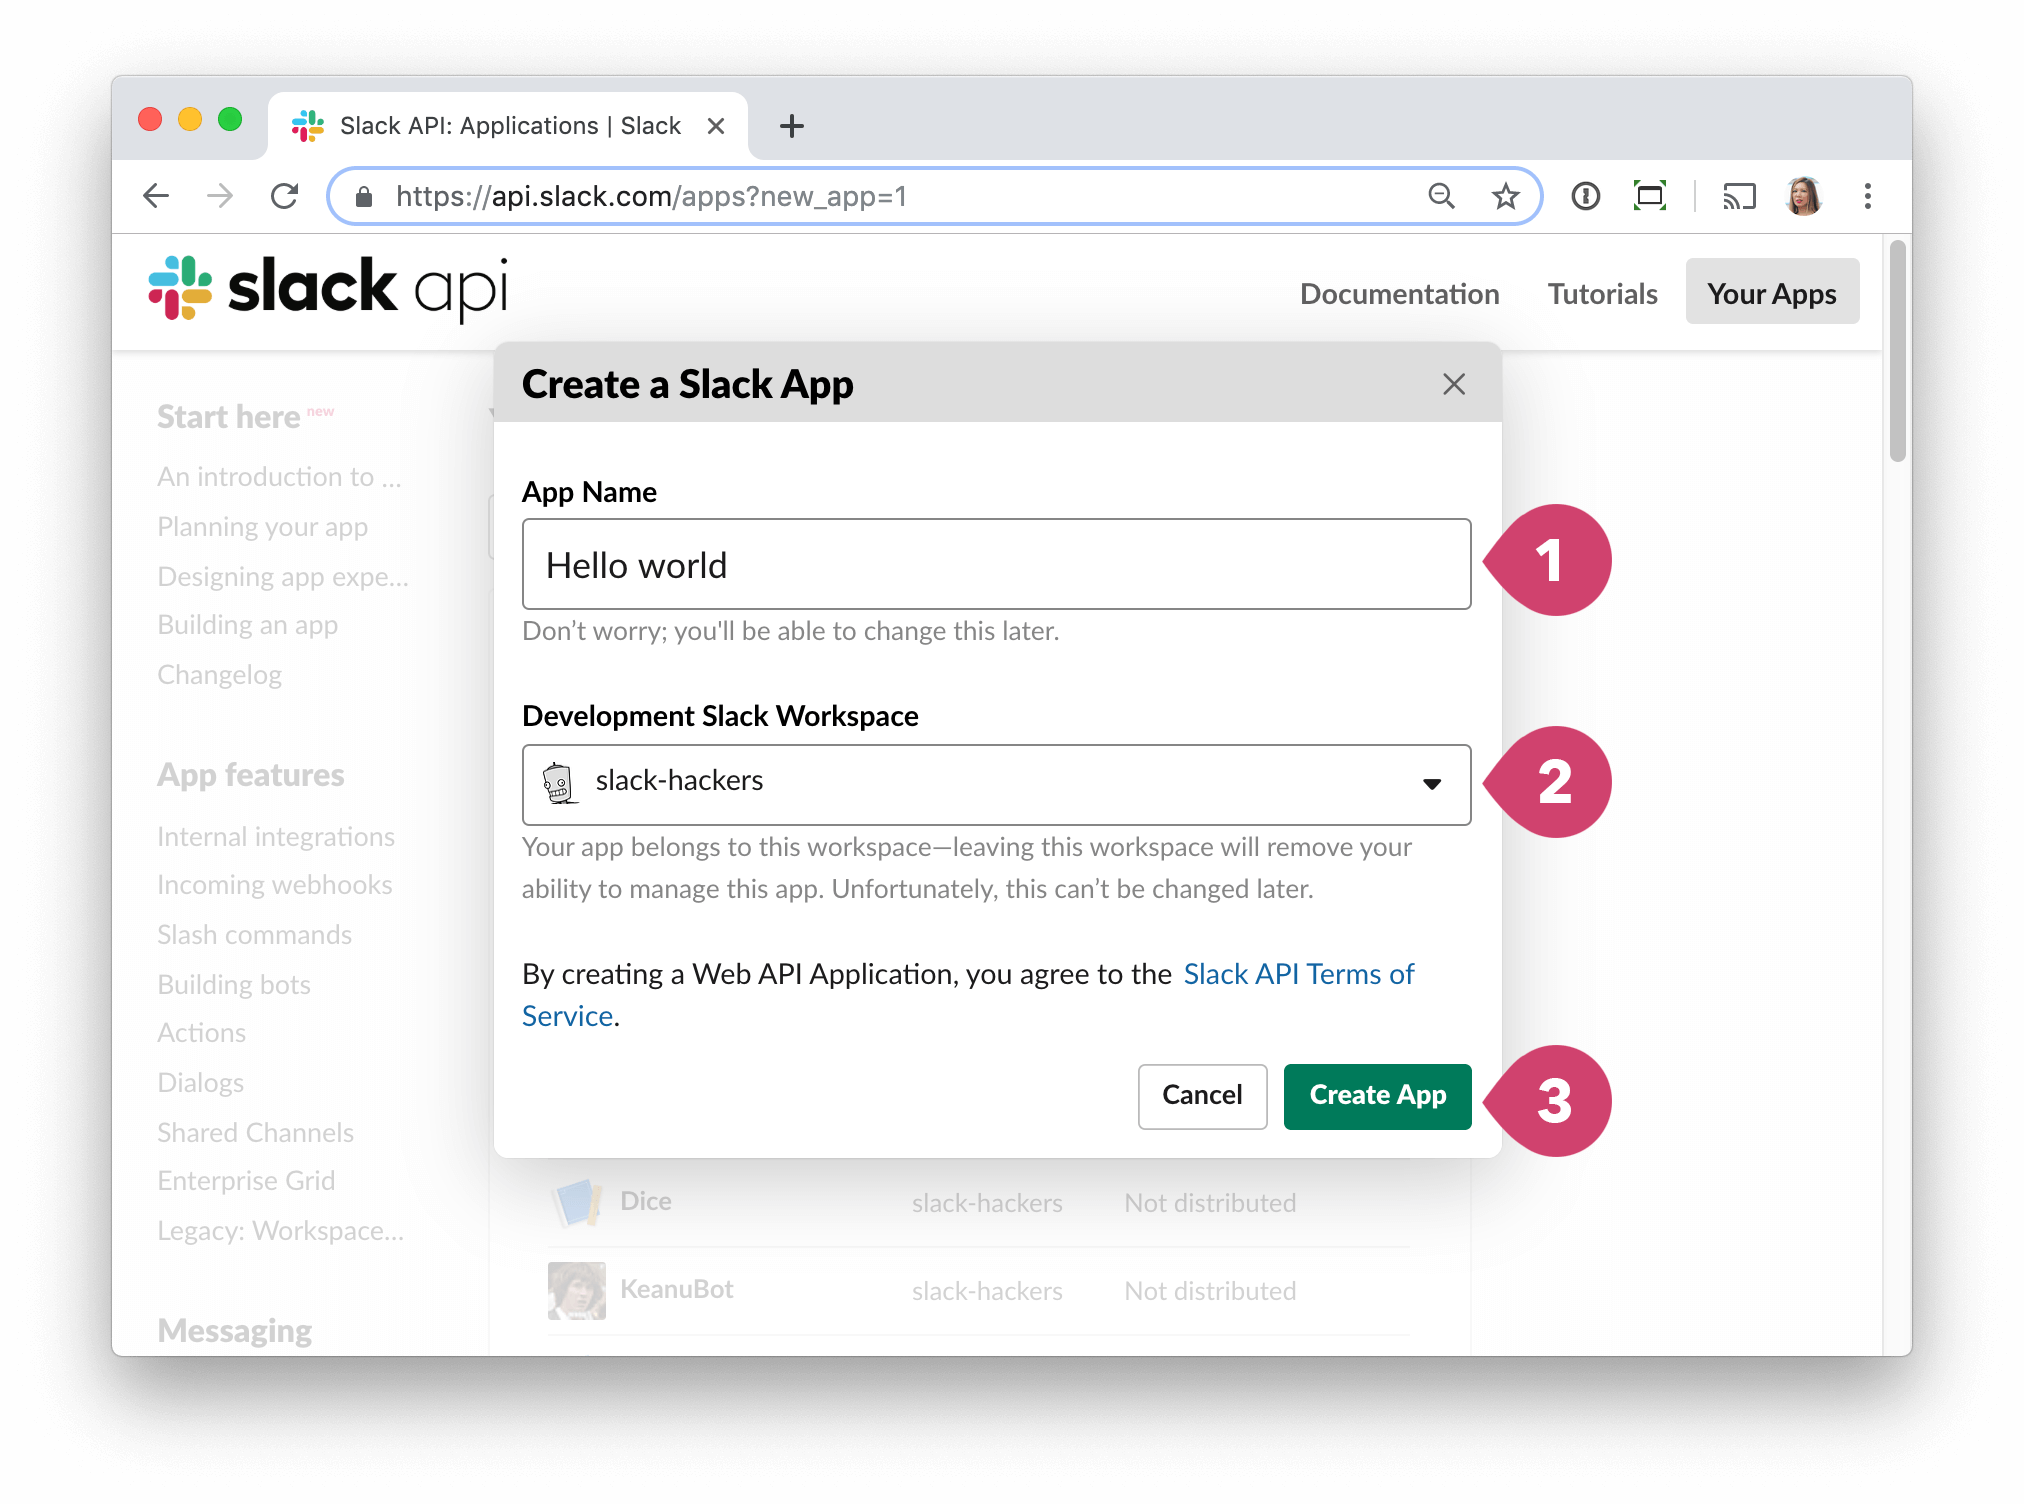 Slack API: Applications | Slack
https://api.slack.com/apps?new_app=1
slack api
Documentation
Tutorials
Your Apps
Create a Slack App
Start here new
An introduction to ...
Planning your app
Designing app expe...
Building an app
Changelog
App features
Internal integrations
Incoming webhooks
Slash commands
Building bots
Actions
Dialogs
Shared Channels
Enterprise Grid
Legacy: Workspace...
Messaging
App Name
Hello world
1
Don’t worry; you'll be able to change this later.
Development Slack Workspace
slack-hackers
2
Your app belongs to this workspace—leaving this workspace will remove your
ability to manage this app. Unfortunately, this can’t be changed later.
By creating a Web API Application, you agree to the Slack API Terms of
Service.
Cancel
Create App
3
Dice
slack-hackers
Not distributed
KeanuBot
slack-hackers
Not distributed